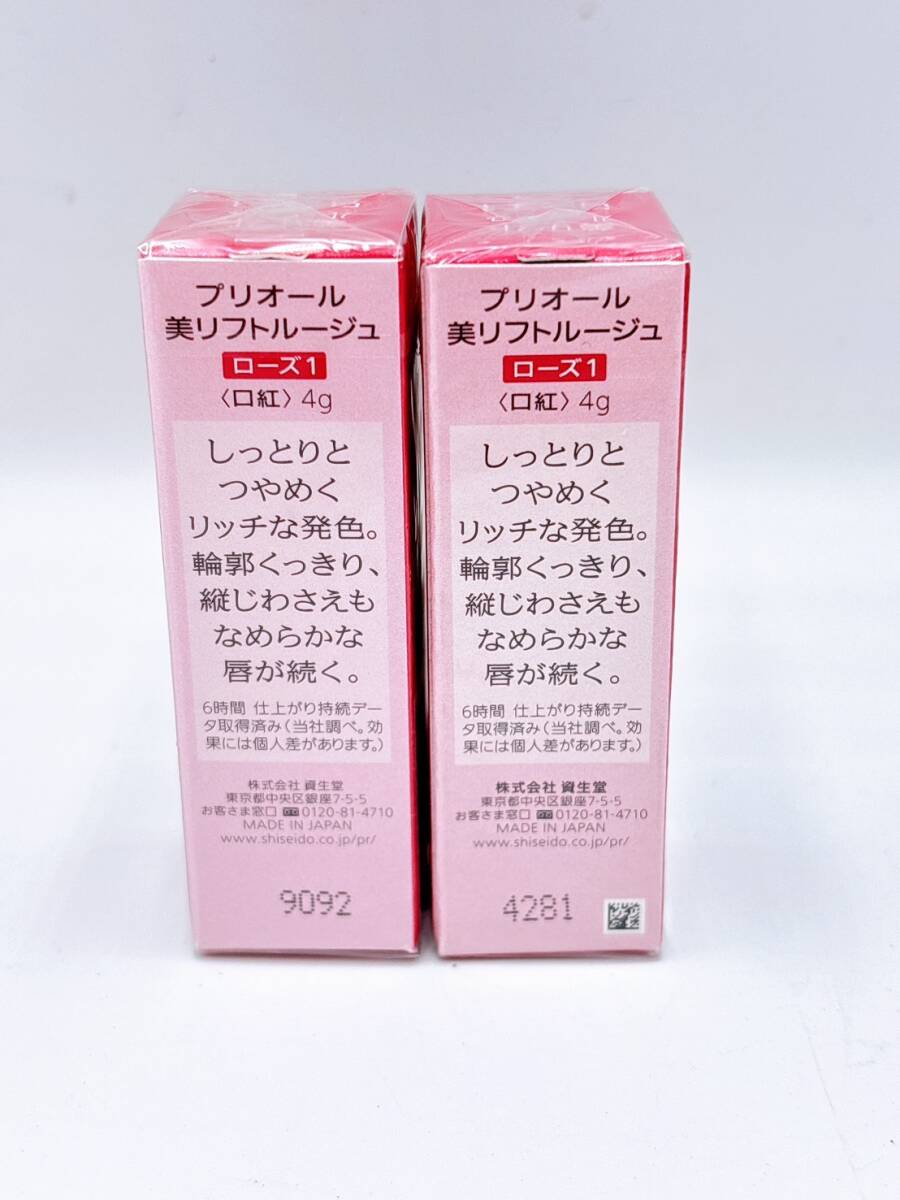 プリオール
美リフトルージュ
ローズ1
〈口紅〉4g
しっとりと
つやめく
リッチな発色。
輪郭くっきり、
縦じわさえも
なめらかな
唇が続く。
6時間 仕上がり持続デー
タ取得済み（当社調べ。効
果には個人差があります。）
株式会社 資生堂
東京都中央区銀座7-5-5
お客さま窓口 0120-81-4710
MADE IN JAPAN
www.shiseido.co.jp/pr/
9092
プリオール
美リフトルージュ
ローズ1
〈口紅〉4g
しっとりと
つやめく
リッチな発色。
輪郭くっきり、
縦じわさえも
なめらかな
唇が続く。
6時間 仕上がり持続デー
タ取得済み（当社調べ。効
果には個人差があります。）
株式会社 資生堂
東京都中央区銀座7-5-5
お客さま窓口 0120-81-4710
MADE IN JAPAN
www.shiseido.co.jp/pr/
4281